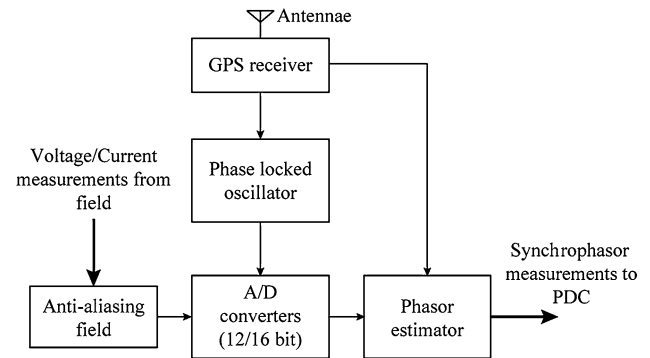 Antennae
GPS receiver
Voltage/Current
measurements from
field
Phase locked
oscillator
Synchrophasor
measurements to
PDC
Anti-aliasing
field
A/D
converters
(12/16 bit)
Phasor
estimator